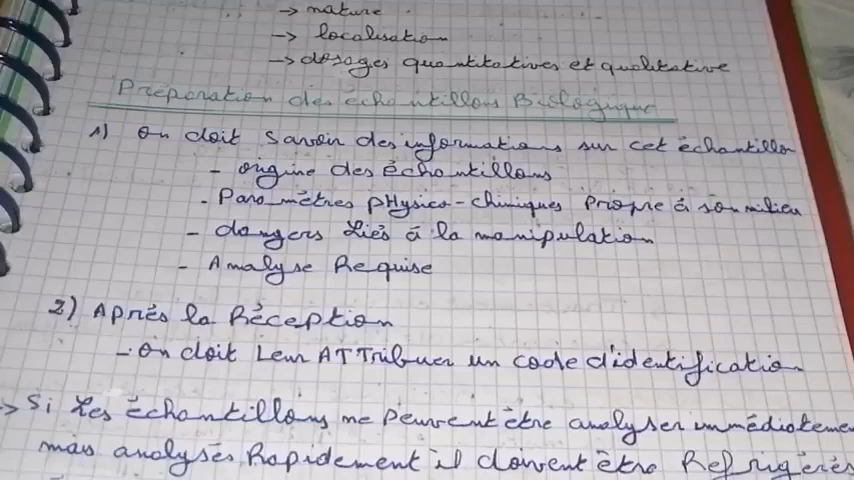 → nature
→ localisation
→ dosages quantitatives et qualitative
Préparation des échantillons Biologique
1) on doit savoir des informations sur cet échantillon
- origine des échantillons
- Paramètres pHysico-chimiques Propre à son milieu
- dangers Liés à la manipulation
- Analyse Requise
2) Après la Réception
- on doit Leur ATTribuer un code d'identification
→ Si Les échantillons ne peuvent être analyser immédiatemen
mais analysés Rapidement il doivent être Refrigérés